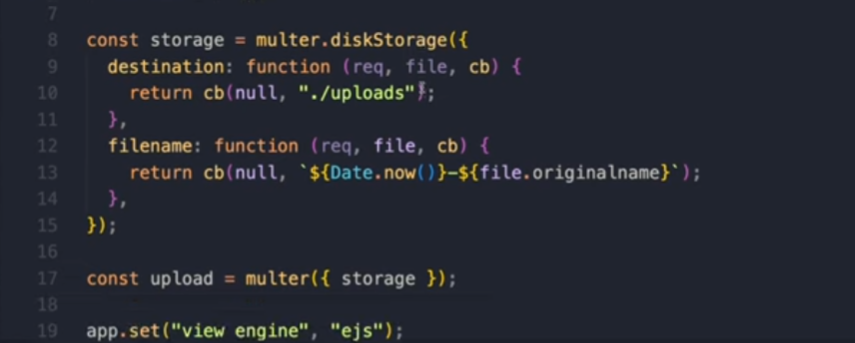 7
8 const storage = multer.diskStorage({
9 destination: function (req, file, cb) {
10 return cb(null, "./uploads");
11 },
12 filename: function (req, file, cb) {
13 return cb(null, `${Date.now()}-${file.originalname}`);
14 },
15 });
16
17 const upload = multer({ storage });
18
19 app.set("view engine", "ejs");